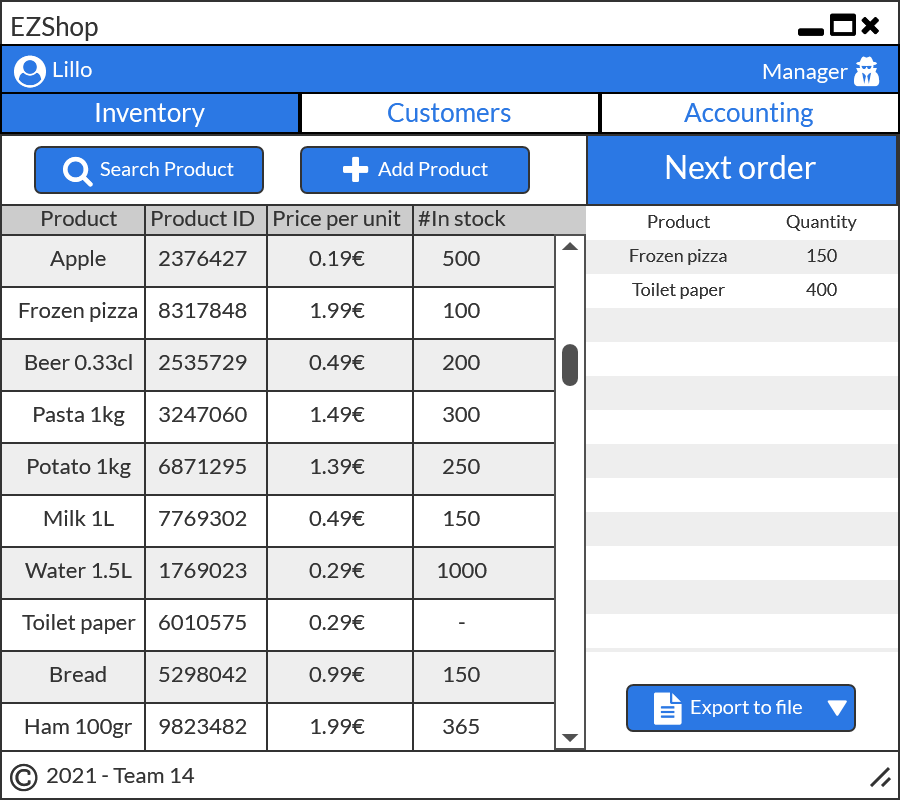 EZShop
Lillo
Manager
Inventory Customers Accounting
Search Product Add Product
Next order
Product Product ID Price per unit #In stock
Apple 2376427 0.19€ 500
Frozen pizza 8317848 1.99€ 100
Beer 0.33cl 2535729 0.49€ 200
Pasta 1kg 3247060 1.49€ 300
Potato 1kg 6871295 1.39€ 250
Milk 1L 7769302 0.49€ 150
Water 1.5L 1769023 0.29€ 1000
Toilet paper 6010575 0.29€ -
Bread 5298042 0.99€ 150
Ham 100gr 9823482 1.99€ 365
Product Quantity
Frozen pizza 150
Toilet paper 400
Export to file
© 2021 - Team 14